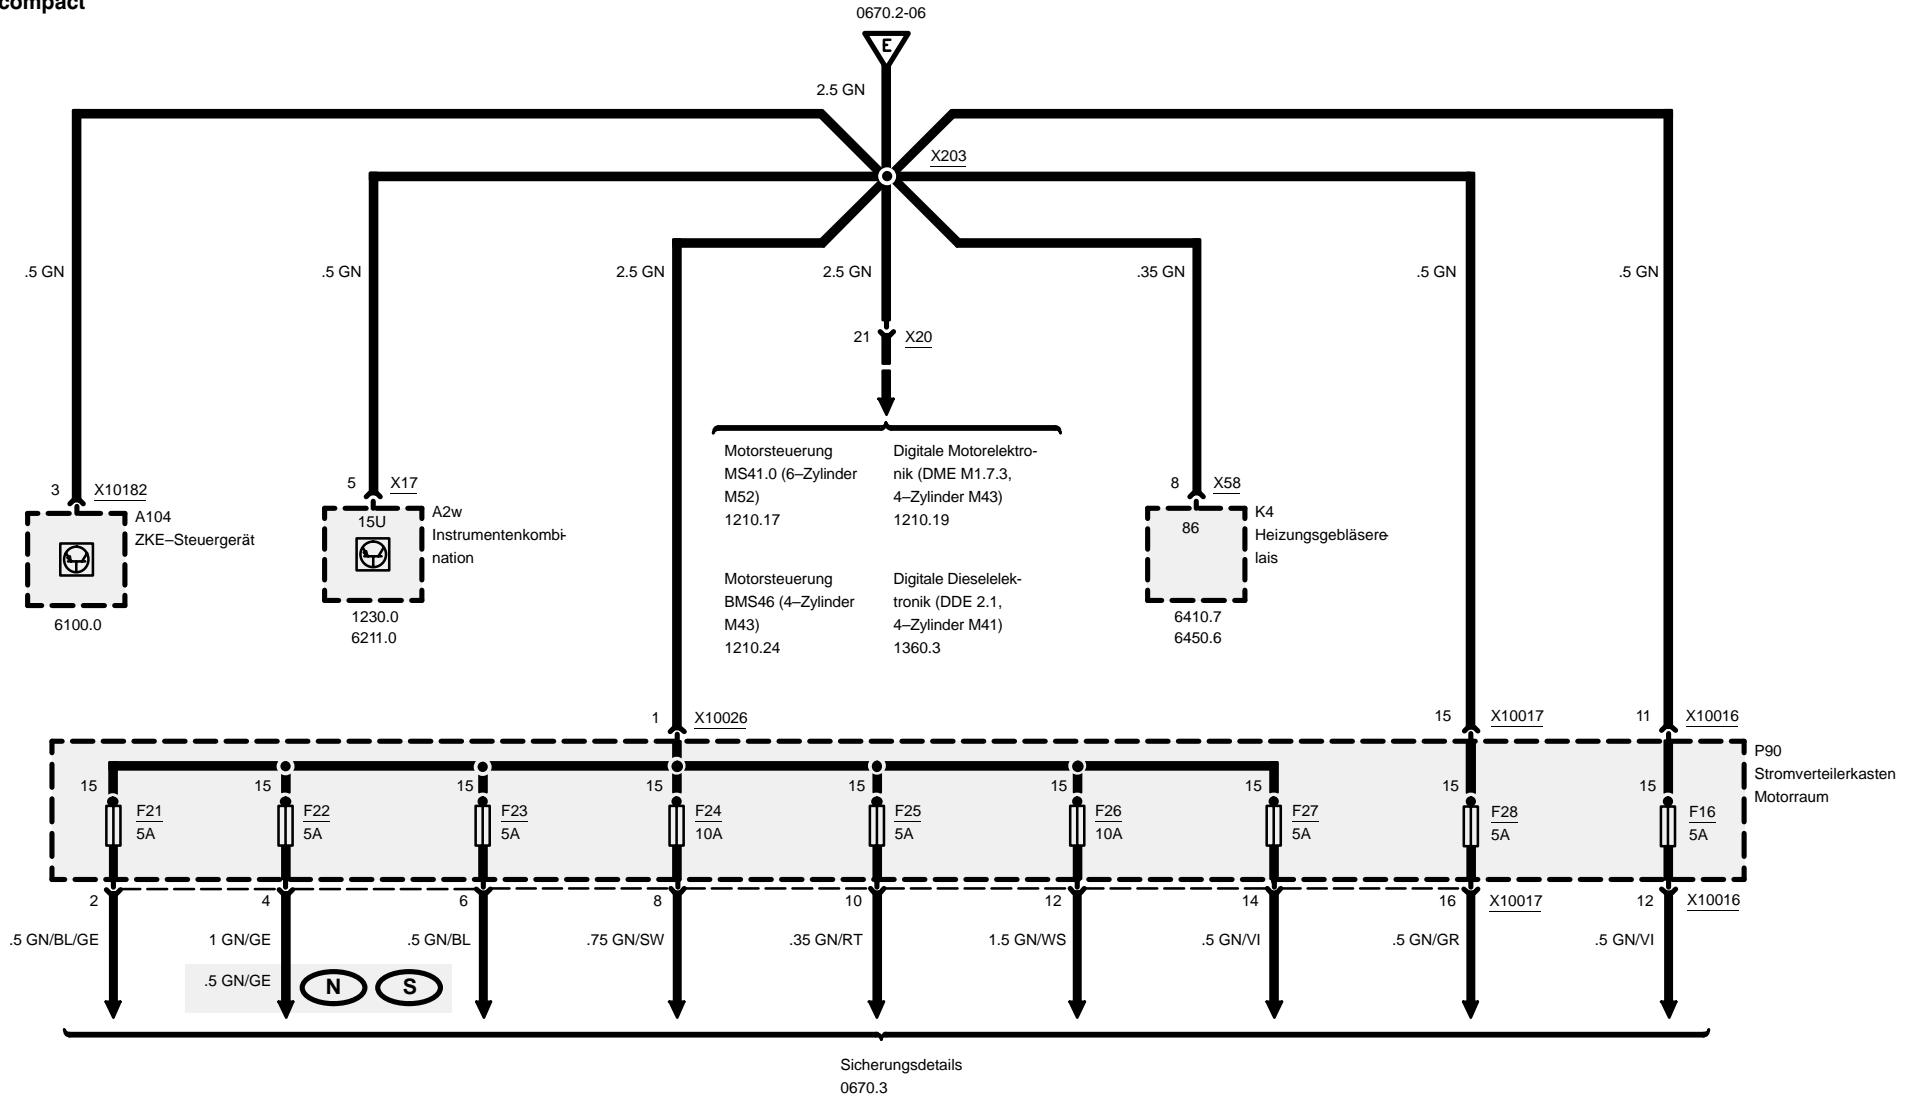 compact
0670.2-06
E
2.5 GN
X203
.5 GN
.5 GN
2.5 GN
2.5 GN
.35 GN
.5 GN
.5 GN
21
X20
Motorsteuerung
MS41.0 (6–Zylinder
M52)
1210.17
Digitale Motorelektro-
nik (DME M1.7.3,
4–Zylinder M43)
1210.19
Motorsteuerung
BMS46 (4–Zylinder
M43)
1210.24
Digitale Dieselelek-
tronik (DDE 2.1,
4–Zylinder M41)
1360.3
3
X10182
A104
ZKE–Steuergerät
6100.0
5
X17
15U
A2w
Instrumentenkombi-
nation
1230.0
6211.0
8
X58
86
K4
Heizungsgebläsere-
lais
6410.7
6450.6
1
X10026
15
X10017
11
X10016
P90
Stromverteilerkasten
Motorraum
15
15
15
15
15
15
15
15
15
F21
5A
F22
5A
F23
5A
F24
10A
F25
5A
F26
10A
F27
5A
F28
5A
F16
5A
2
4
6
8
10
12
14
16
X10017
12
X10016
.5 GN/BL/GE
1 GN/GE
.5 GN/BL
.75 GN/SW
.35 GN/RT
1.5 GN/WS
.5 GN/VI
.5 GN/GR
.5 GN/VI
.5 GN/GE
N
S
Sicherungsdetails
0670.3